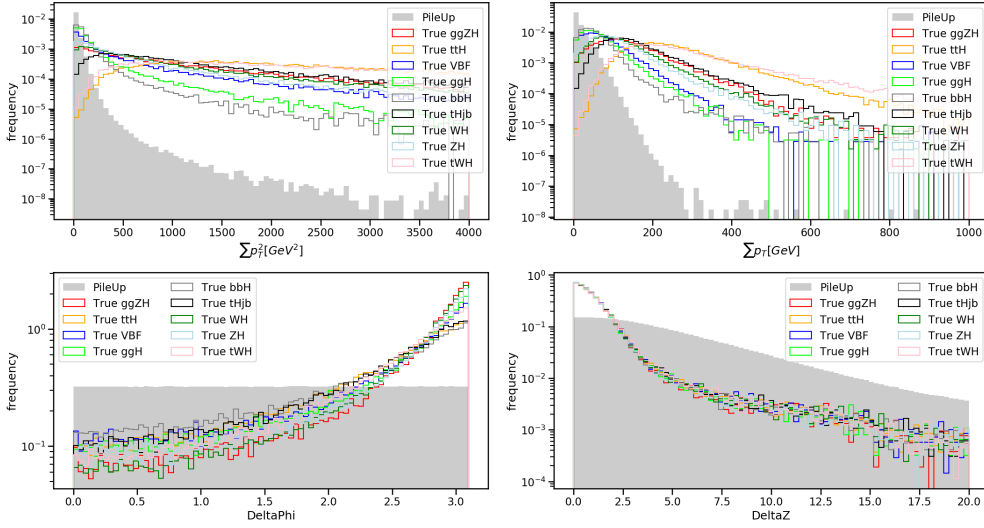 10⁻²
10⁻³
10⁻⁴
10⁻⁵
10⁻⁶
10⁻⁷
10⁻⁸
frequency
PileUp
True ggZH
True ttH
True VBF
True ggH
True bbH
True tHjb
True WH
True ZH
True tWH
0 500 1000 1500 2000 2500 3000 3500 4000
∑p_T^2[GeV^2]
10⁻²
10⁻³
10⁻⁴
10⁻⁵
10⁻⁶
10⁻⁷
10⁻⁸
frequency
PileUp
True ggZH
True ttH
True VBF
True ggH
True bbH
True tHjb
True WH
True ZH
True tWH
0 200 400 600 800 1000
∑p_T[GeV]
10⁰
10⁻¹
frequency
PileUp True bbH
True ggZH True tHjb
True ttH True WH
True VBF True ZH
True ggH True tWH
0.0 0.5 1.0 1.5 2.0 2.5 3.0
DeltaPhi
10⁰
10⁻¹
10⁻²
10⁻³
10⁻⁴
frequency
PileUp True bbH
True ggZH True tHjb
True ttH True WH
True VBF True ZH
True ggH True tWH
0.0 2.5 5.0 7.5 10.0 12.5 15.0 17.5 20.0
DeltaZ